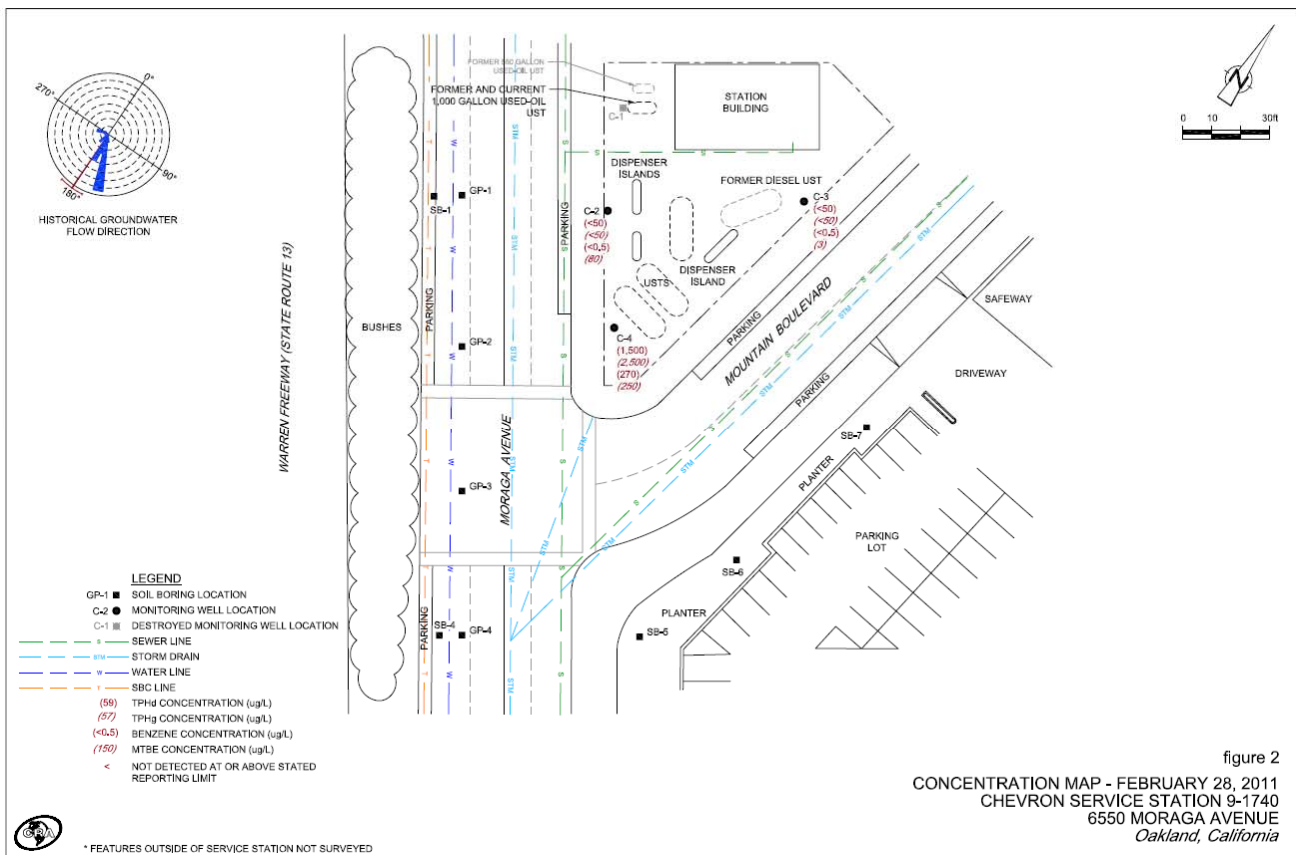 0°
270°
90°
180°
HISTORICAL GROUNDWATER
FLOW DIRECTION
N
0 10 30ft
FORMER 550 GALLON
USED-OIL UST
FORMER AND CURRENT
1,000 GALLON USED-OIL
UST
C-1
STATION
BUILDING
DISPENSER
ISLANDS
FORMER DIESEL UST
C-2
(<50)
(<50)
(<0.5)
(80)
C-3
(<50)
(<50)
(<0.5)
(3)
DISPENSER
ISLAND
USTS
C-4
(1,500)
(2,500)
(270)
(250)
PARKING
PARKING
PARKING
PARKING
PARKING
MOUNTAIN BOULEVARD
MORAGA AVENUE
WARREN FREEWAY (STATE ROUTE 13)
BUSHES
SB-1
GP-1
GP-2
GP-3
SB-4
GP-4
SB-5
SB-6
SB-7
SAFEWAY
DRIVEWAY
PLANTER
PLANTER
PARKING
LOT
LEGEND
GP-1 SOIL BORING LOCATION
C-2 MONITORING WELL LOCATION
C-1 DESTROYED MONITORING WELL LOCATION
S SEWER LINE
STM STORM DRAIN
W WATER LINE
T SBC LINE
(59) TPHd CONCENTRATION (ug/L)
(57) TPHg CONCENTRATION (ug/L)
(<0.5) BENZENE CONCENTRATION (ug/L)
(150) MTBE CONCENTRATION (ug/L)
< NOT DETECTED AT OR ABOVE STATED
REPORTING LIMIT
CRA
* FEATURES OUTSIDE OF SERVICE STATION NOT SURVEYED
figure 2
CONCENTRATION MAP - FEBRUARY 28, 2011
CHEVRON SERVICE STATION 9-1740
6550 MORAGA AVENUE
Oakland, California